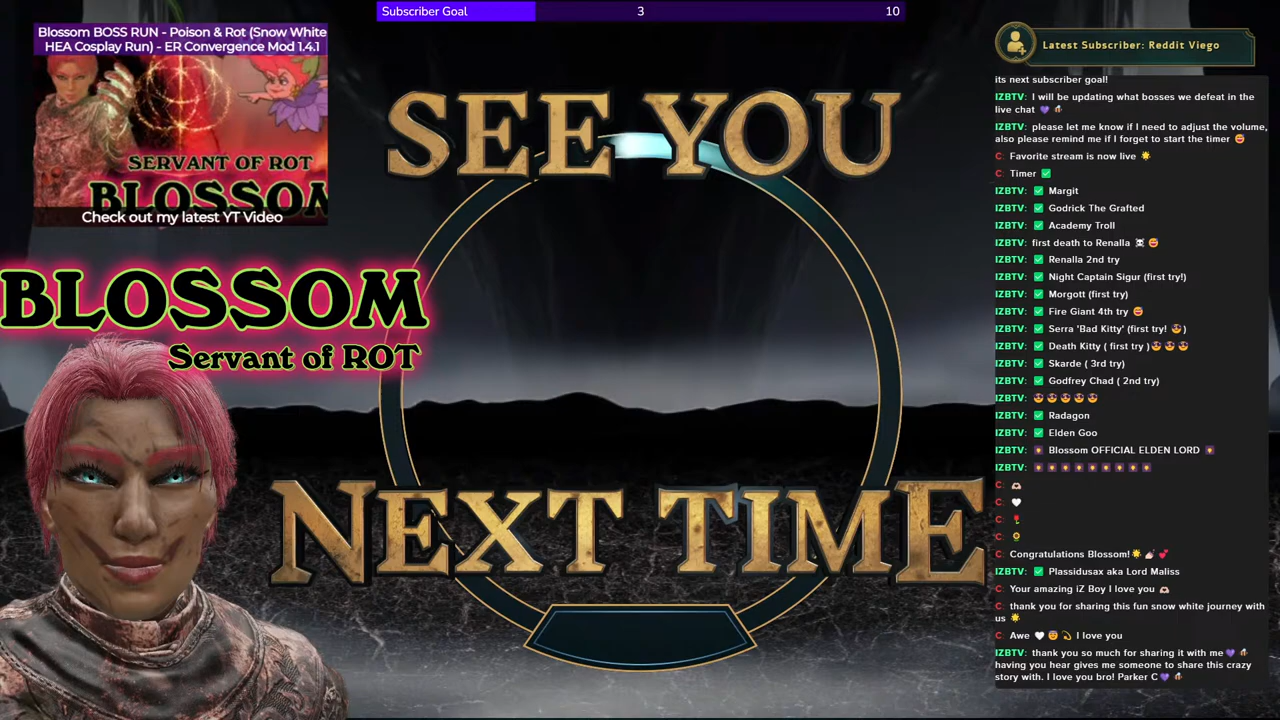 Subscriber Goal 3 10
Blossom BOSS RUN - Poison & Rot (Snow White
HEA Cosplay Run) - ER Convergence Mod 1.4.1
SERVANT OF ROT
BLOSSOM
Check out my latest YT Video
SEE YOU
BLOSSOM
Servant of ROT
NEXT TIME
Latest Subscriber: Reddit Viego
its next subscriber goal!
IZBTV: I will be updating what bosses we defeat in the
live chat 💜
IZBTV: please let me know if I need to adjust the volume,
also please remind me if I forget to start the timer 😅
C: Favorite stream is now live 🌟
C: Timer ✅
IZBTV: ✅ Margit
IZBTV: ✅ Godrick The Grafted
IZBTV: ✅ Academy Troll
IZBTV: first death to Renalla ☠️ 😅
IZBTV: ✅ Renalla 2nd try
IZBTV: ✅ Night Captain Sigur (first try!)
IZBTV: ✅ Morgott (first try)
IZBTV: ✅ Fire Giant 4th try 😅
IZBTV: ✅ Serra 'Bad Kitty' (first try! )
IZBTV: ✅ Death Kitty ( first try )
IZBTV: ✅ Skarde ( 3rd try)
IZBTV: ✅ Godfrey Chad ( 2nd try)
IZBTV:
IZBTV: ✅ Radagon
IZBTV: ✅ Elden Goo
IZBTV: Blossom OFFICIAL ELDEN LORD
IZBTV:
C: 🫶🏻
C: 🤍
C: 🌹
C: 🌻
C: Congratulations Blossom!🌟 💕
IZBTV: ✅ Plassidusax aka Lord Maliss
C: Your amazing iZ Boy I love you 🫶🏻
C: thank you for sharing this fun snow white journey with
us 🌟
C: Awe 🤍 😇 💫 I love you
IZBTV: thank you so much for sharing it with me💜
having you hear gives me someone to share this crazy
story with. I love you bro! Parker C💜